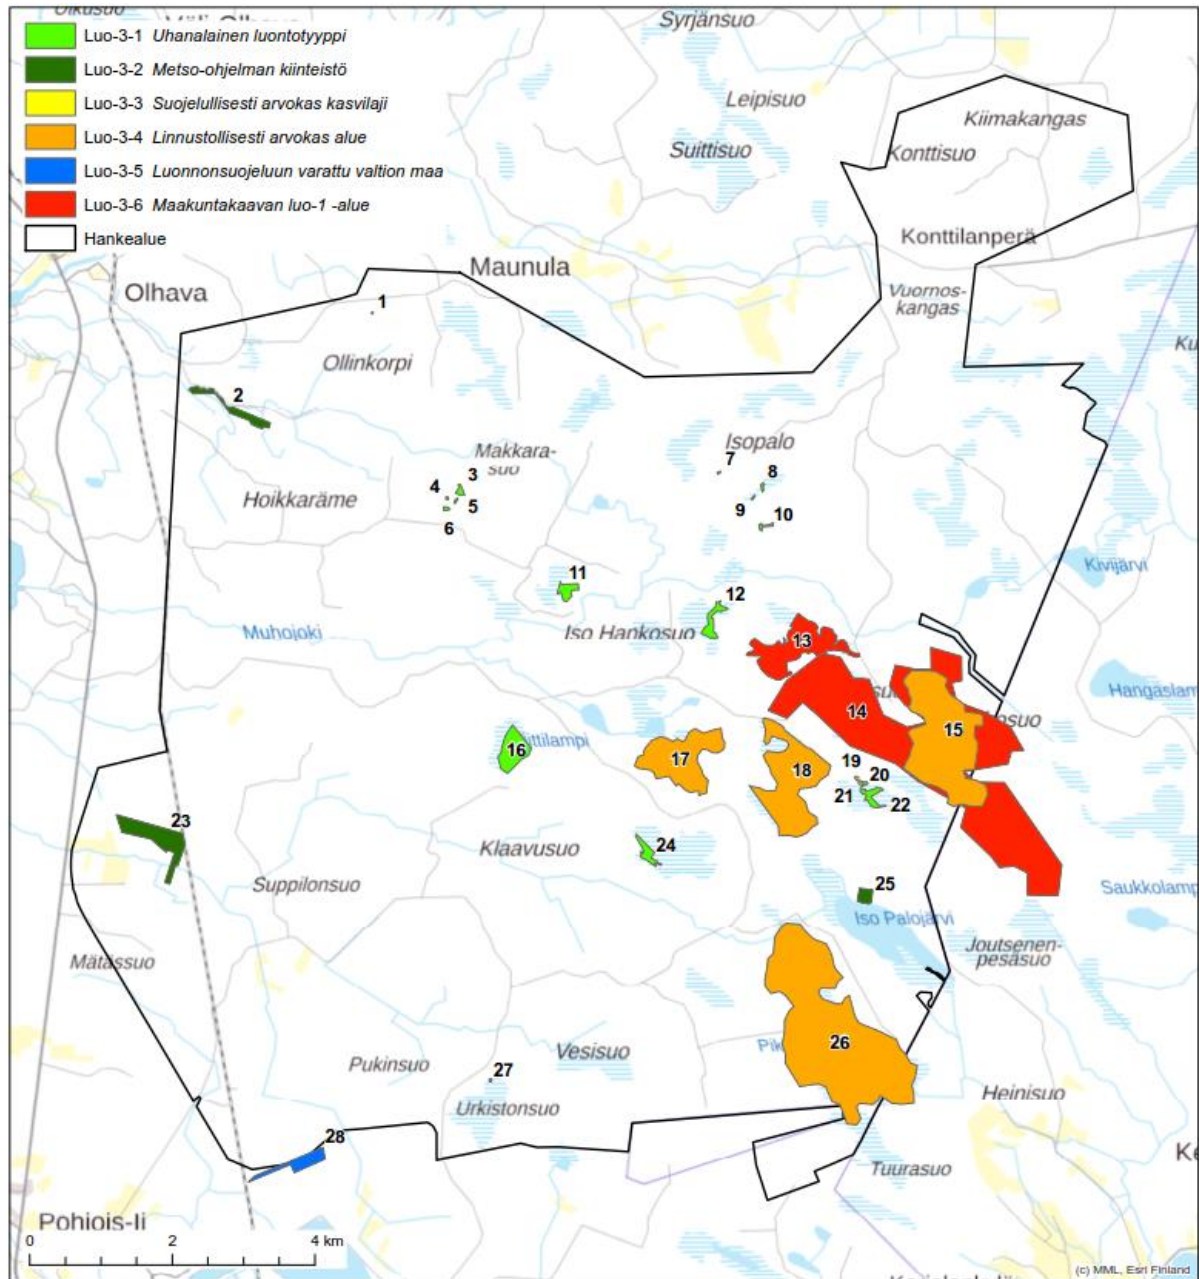 Syrjänsuo
Luo-3-1 Uhanalainen luontotyyppi
Luo-3-2 Metso-ohjelman kiinteistö
Luo-3-3 Suojelullisesti arvokas kasvilaji
Luo-3-4 Linnustollisesti arvokas alue
Luo-3-5 Luonnonsuojeluun varattu valtion maa
Luo-3-6 Maakuntakaavan luo-1 -alue
Hankealue
Leipisuo
Suittisuo
Kiimakangas
Konttisuo
Konttilanperä
Maunula
Olhava
Vuornos-
kangas
1
Ollinkorpi
2
Makkara-
suo
Isopalo
3
4
5
6
7
8
9
10
Hoikkaräme
11
Kivijärvi
12
Muhojoki
Iso Hankosuo
13
14
15
16
17
18
19
20
21
22
23
Klaavusuo
24
Suppilonsuo
25
Iso Palojärvi
Mätässuo
Joutsenen-
pesäsuo
26
Pukinsuo
Vesisuo
27
Urkistonsuo
Heinisuo
28
Tuurasuo
Pohjois-Ii
0 2 4 km
(c) MML, Esri Finland